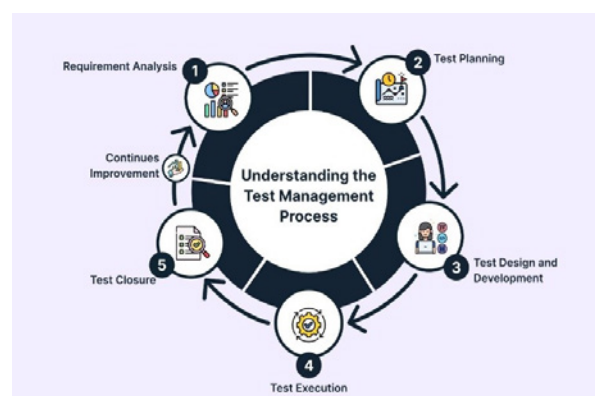 Understanding the
Test Management
Process
1
Requirement Analysis
2
Test Planning
3
Test Design and
Development
4
Test Execution
5
Test Closure
Continues
Improvement